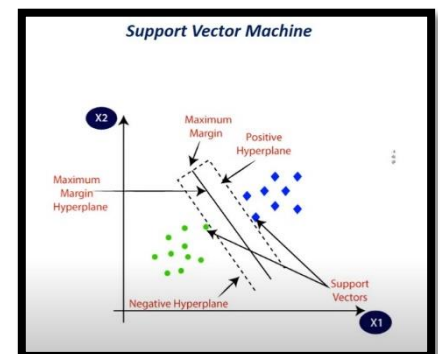 Support Vector Machine
X2
Maximum
Margin
Positive
Hyperplane
Maximum
Margin
Hyperplane
Support
Vectors
Negative Hyperplane
X1